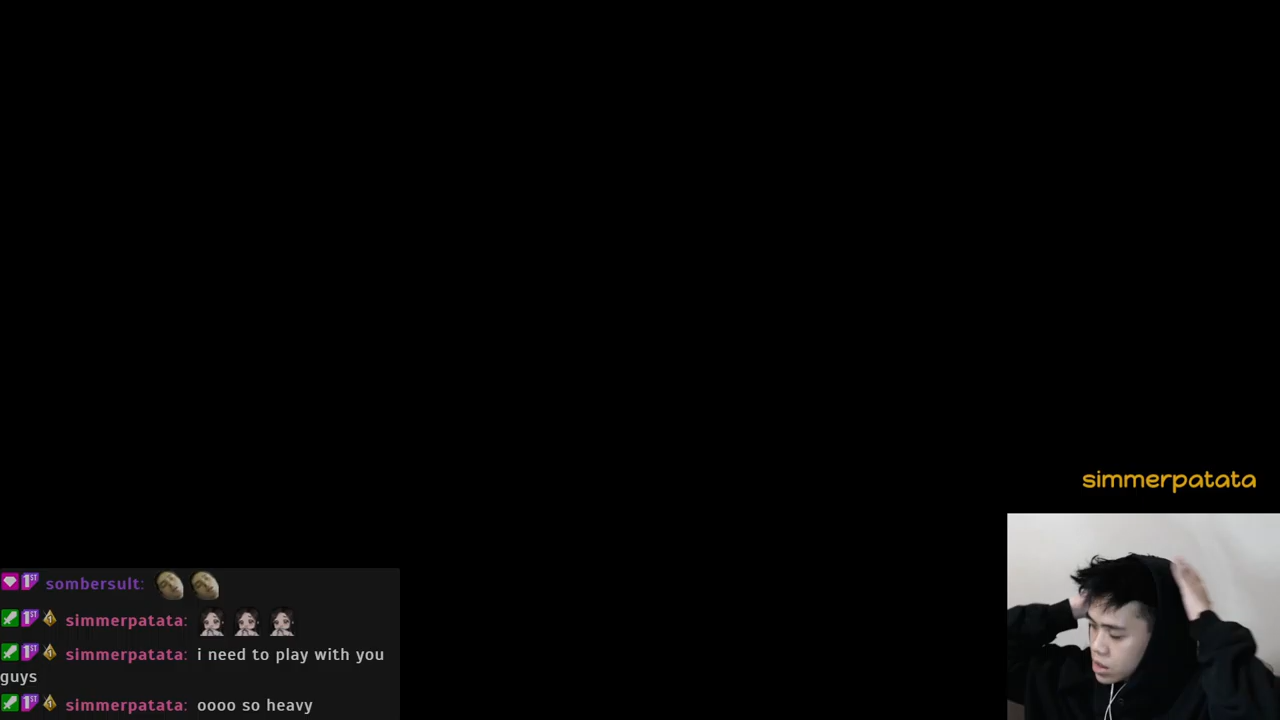 simmerpatata
sombersult:
simmerpatata:
simmerpatata: i need to play with you
guys
simmerpatata: oooo so heavy